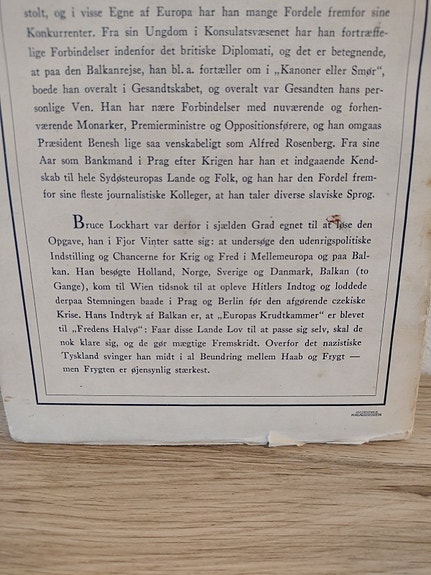 stolt, og i visse Egne af Europa har han mange Fordele fremfor sine
Konkurrenter. Fra sin Ungdom i Konsulatsvæsenet har han fortræffe-
lige Forbindelser indenfor det britiske Diplomati, og det er betegnende,
at paa den Balkanrejse, han bl. a. fortæller om i „Kanoner eller Smør“,
boede han overalt i Gesandtskabet, og overalt var Gesandten hans per-
sonlige Ven. Han har nære Forbindelser med nuværende og forhen-
værende Monarker, Premierministre og Oppositionsførere, og han omgaas
Præsident Benesh lige saa venskabeligt som Alfred Rosenberg. Fra sine
Aar som Bankmand i Prag efter Krigen har han et indgaaende Kend-
skab til hele Sydøsteuropas Lande og Folk, og han har den Fordel frem-
for sine fleste journalistiske Kolleger, at han taler diverse slaviske Sprog.
Bruce Lockhart var derfor i sjælden Grad egnet til at løse den
Opgave, han i Fjor Vinter satte sig: at undersøge den udenrigspolitiske
Indstilling og Chancerne for Krig og Fred i Mellemeuropa og paa Bal-
kan. Han besøgte Holland, Norge, Sverige og Danmark, Balkan (to
Gange), kom til Wien tidsnok til at opleve Hitlers Indtog og loddede
derpaa Stemningen baade i Prag og Berlin før den afgørende czekiske
Krise. Hans Indtryk af Balkan er, at „Europas Krudtkammer“ er blevet
til „Fredens Halvø“: Faar disse Lande Lov til at passe sig selv, skal de
nok klare sig, og de gør mægtige Fremskridt. Overfor det nazistiske
Tyskland svinger han midt i al Beundring mellem Haab og Frygt —
men Frygten er øjensynlig stærkest.